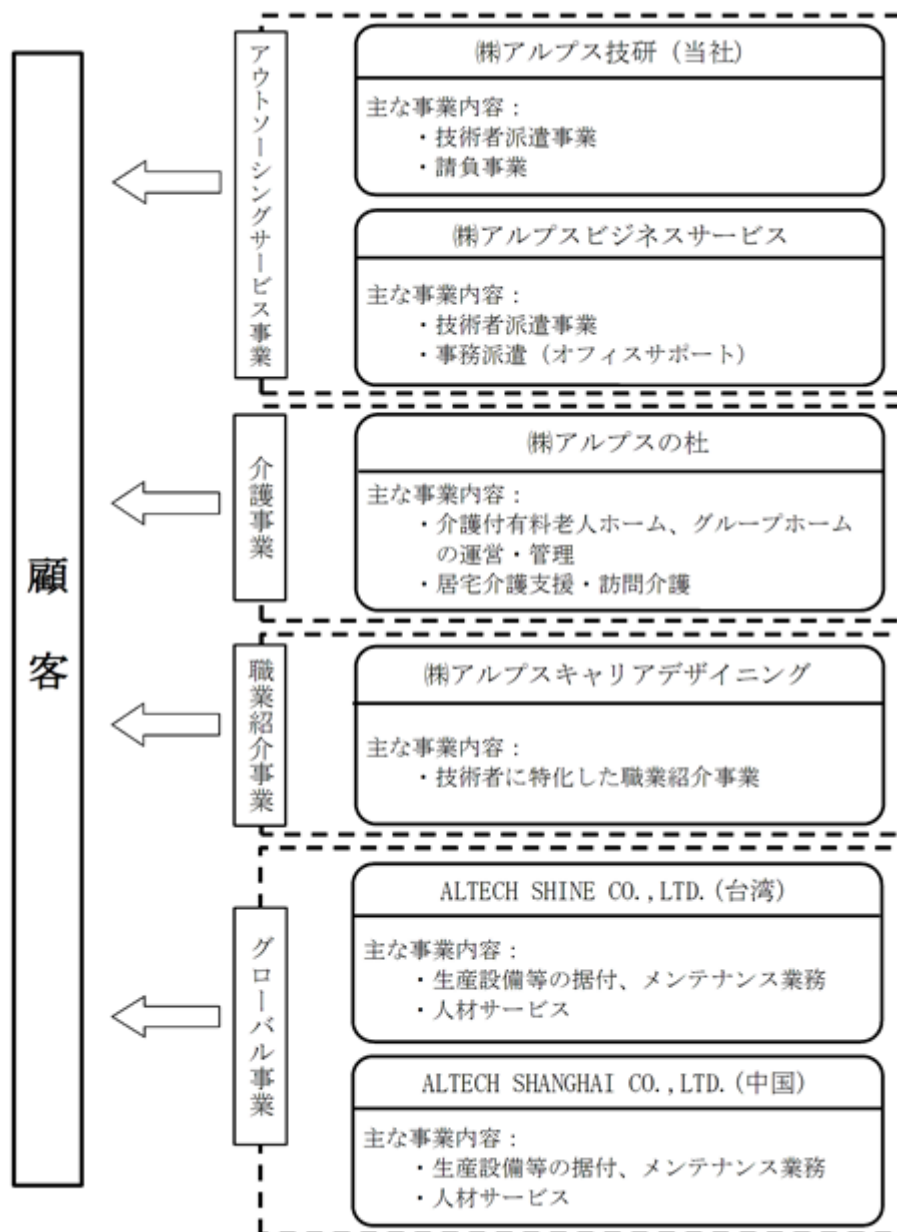 顧客
アウトソーシングサービス事業
㈱アルプス技研（当社）
主な事業内容：
・技術者派遣事業
・請負事業
㈱アルプスビジネスサービス
主な事業内容：
・技術者派遣事業
・事務派遣（オフィスサポート）
介護事業
㈱アルプスの杜
主な事業内容：
・介護付有料老人ホーム、グループホーム
の運営・管理
・居宅介護支援・訪問介護
職業紹介事業
㈱アルプスキャリアデザイニング
主な事業内容：
・技術者に特化した職業紹介事業
グローバル事業
ALTECH SHINE CO.,LTD.(台湾)
主な事業内容：
・生産設備等の据付、メンテナンス業務
・人材サービス
ALTECH SHANGHAI CO.,LTD.(中国)
主な事業内容：
・生産設備等の据付、メンテナンス業務
・人材サービス